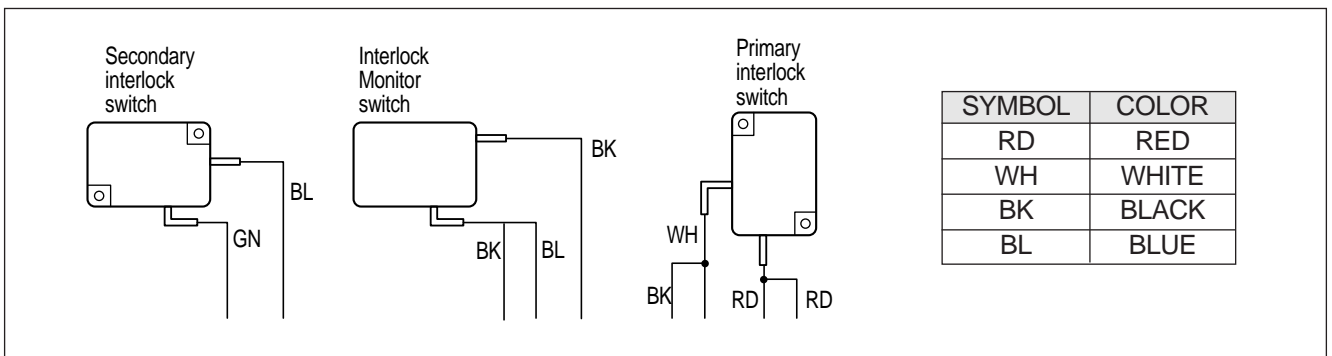 Secondary
interlock
switch
BL
GN
Interlock
Monitor
switch
BK
BK
BL
Primary
interlock
switch
WH
BK
RD
RD
SYMBOL COLOR
RD RED
WH WHITE
BK BLACK
BL BLUE